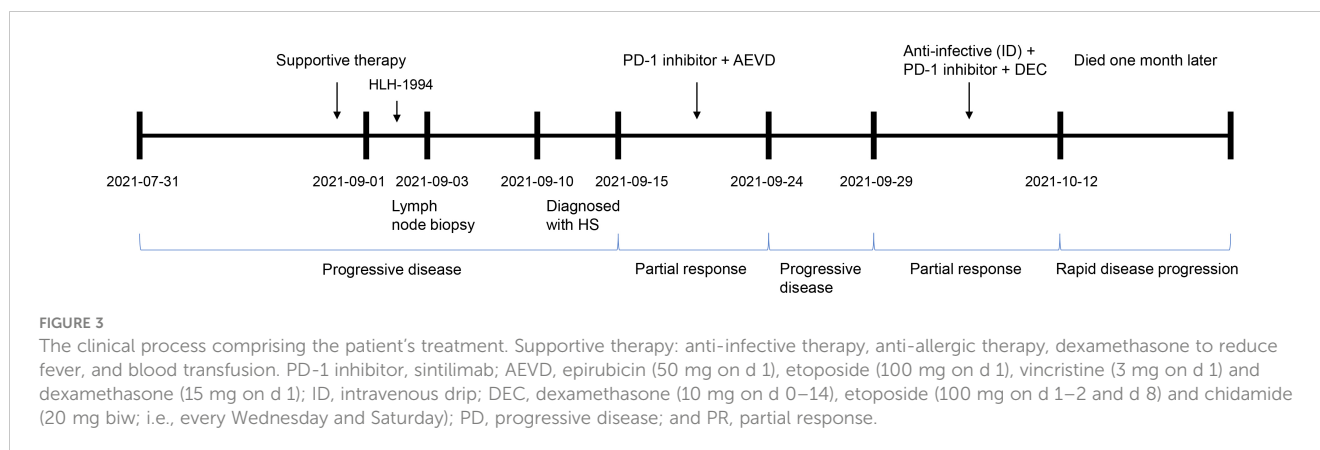 Supportive therapy
HLH-1994
PD-1 inhibitor + AEVD
Anti-infective (ID) +
PD-1 inhibitor + DEC
Died one month later
2021-07-31
2021-09-01
2021-09-03
2021-09-10
2021-09-15
2021-09-24
2021-09-29
2021-10-12
Lymph
node biopsy
Diagnosed
with HS
Progressive disease
Partial response
Progressive
disease
Partial response
Rapid disease progression
FIGURE 3
The clinical process comprising the patient's treatment. Supportive therapy: anti-infective therapy, anti-allergic therapy, dexamethasone to reduce
fever, and blood transfusion. PD-1 inhibitor, sintilimab; AEVD, epirubicin (50 mg on d 1), etoposide (100 mg on d 1), vincristine (3 mg on d 1) and
dexamethasone (15 mg on d 1); ID, intravenous drip; DEC, dexamethasone (10 mg on d 0–14), etoposide (100 mg on d 1–2 and d 8) and chidamide
(20 mg biw; i.e., every Wednesday and Saturday); PD, progressive disease; and PR, partial response.